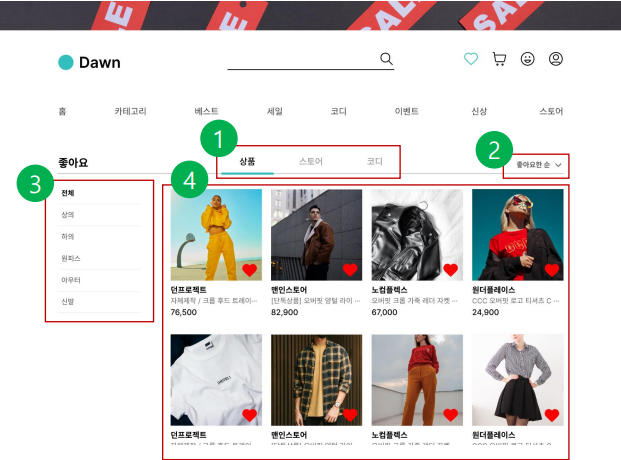 SALE
SALE
SALE
Dawn
홈 카테고리 베스트 세일 코디 이벤트 신상 스토어
1
2
좋아요 상품 스토어 코디 좋아요한 순
3
4
전체
상의
하의
원피스
아우터
신발
던프로젝트 맨인스토어 노컴플렉스 원더플레이스
자체제작 / 크롭 후드 트레이… [단독상품] 오버핏 양털 라이 … 오버핏 크롭 가죽 레더 자켓 … CCC 오버핏 로고 티셔츠 C …
76,500 82,900 67,000 24,900
던프로젝트 맨인스토어 노컴플렉스 원더플레이스